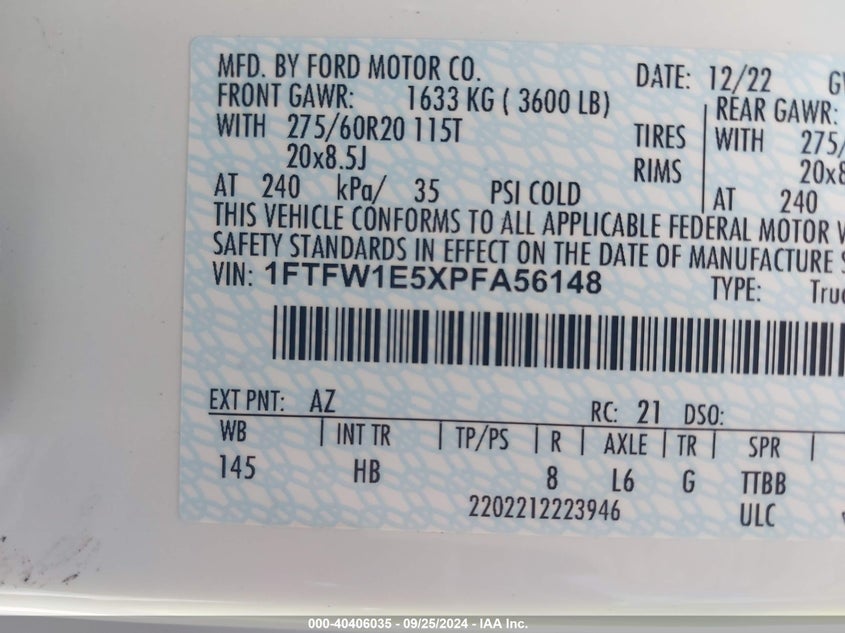 MFD. BY FORD MOTOR CO. DATE: 12/22
FRONT GAWR: 1633 KG ( 3600 LB) REAR GAWR:
WITH 275/60R20 115T TIRES WITH 275/
20x8.5J RIMS 20x8
AT 240 kPa/ 35 PSI COLD AT 240
THIS VEHICLE CONFORMS TO ALL APPLICABLE FEDERAL MOTOR V
SAFETY STANDARDS IN EFFECT ON THE DATE OF MANUFACTURE S
VIN: 1FTFW1E5XPFA56148 TYPE: Truc
EXT PNT: AZ RC: 21 DSO:
WB | INT TR | TP/PS | R | AXLE | TR | SPR |
145 HB 8 L6 G TTBB
2202212223946 ULC
000-40406035 - 09/25/2024 - IAA Inc.